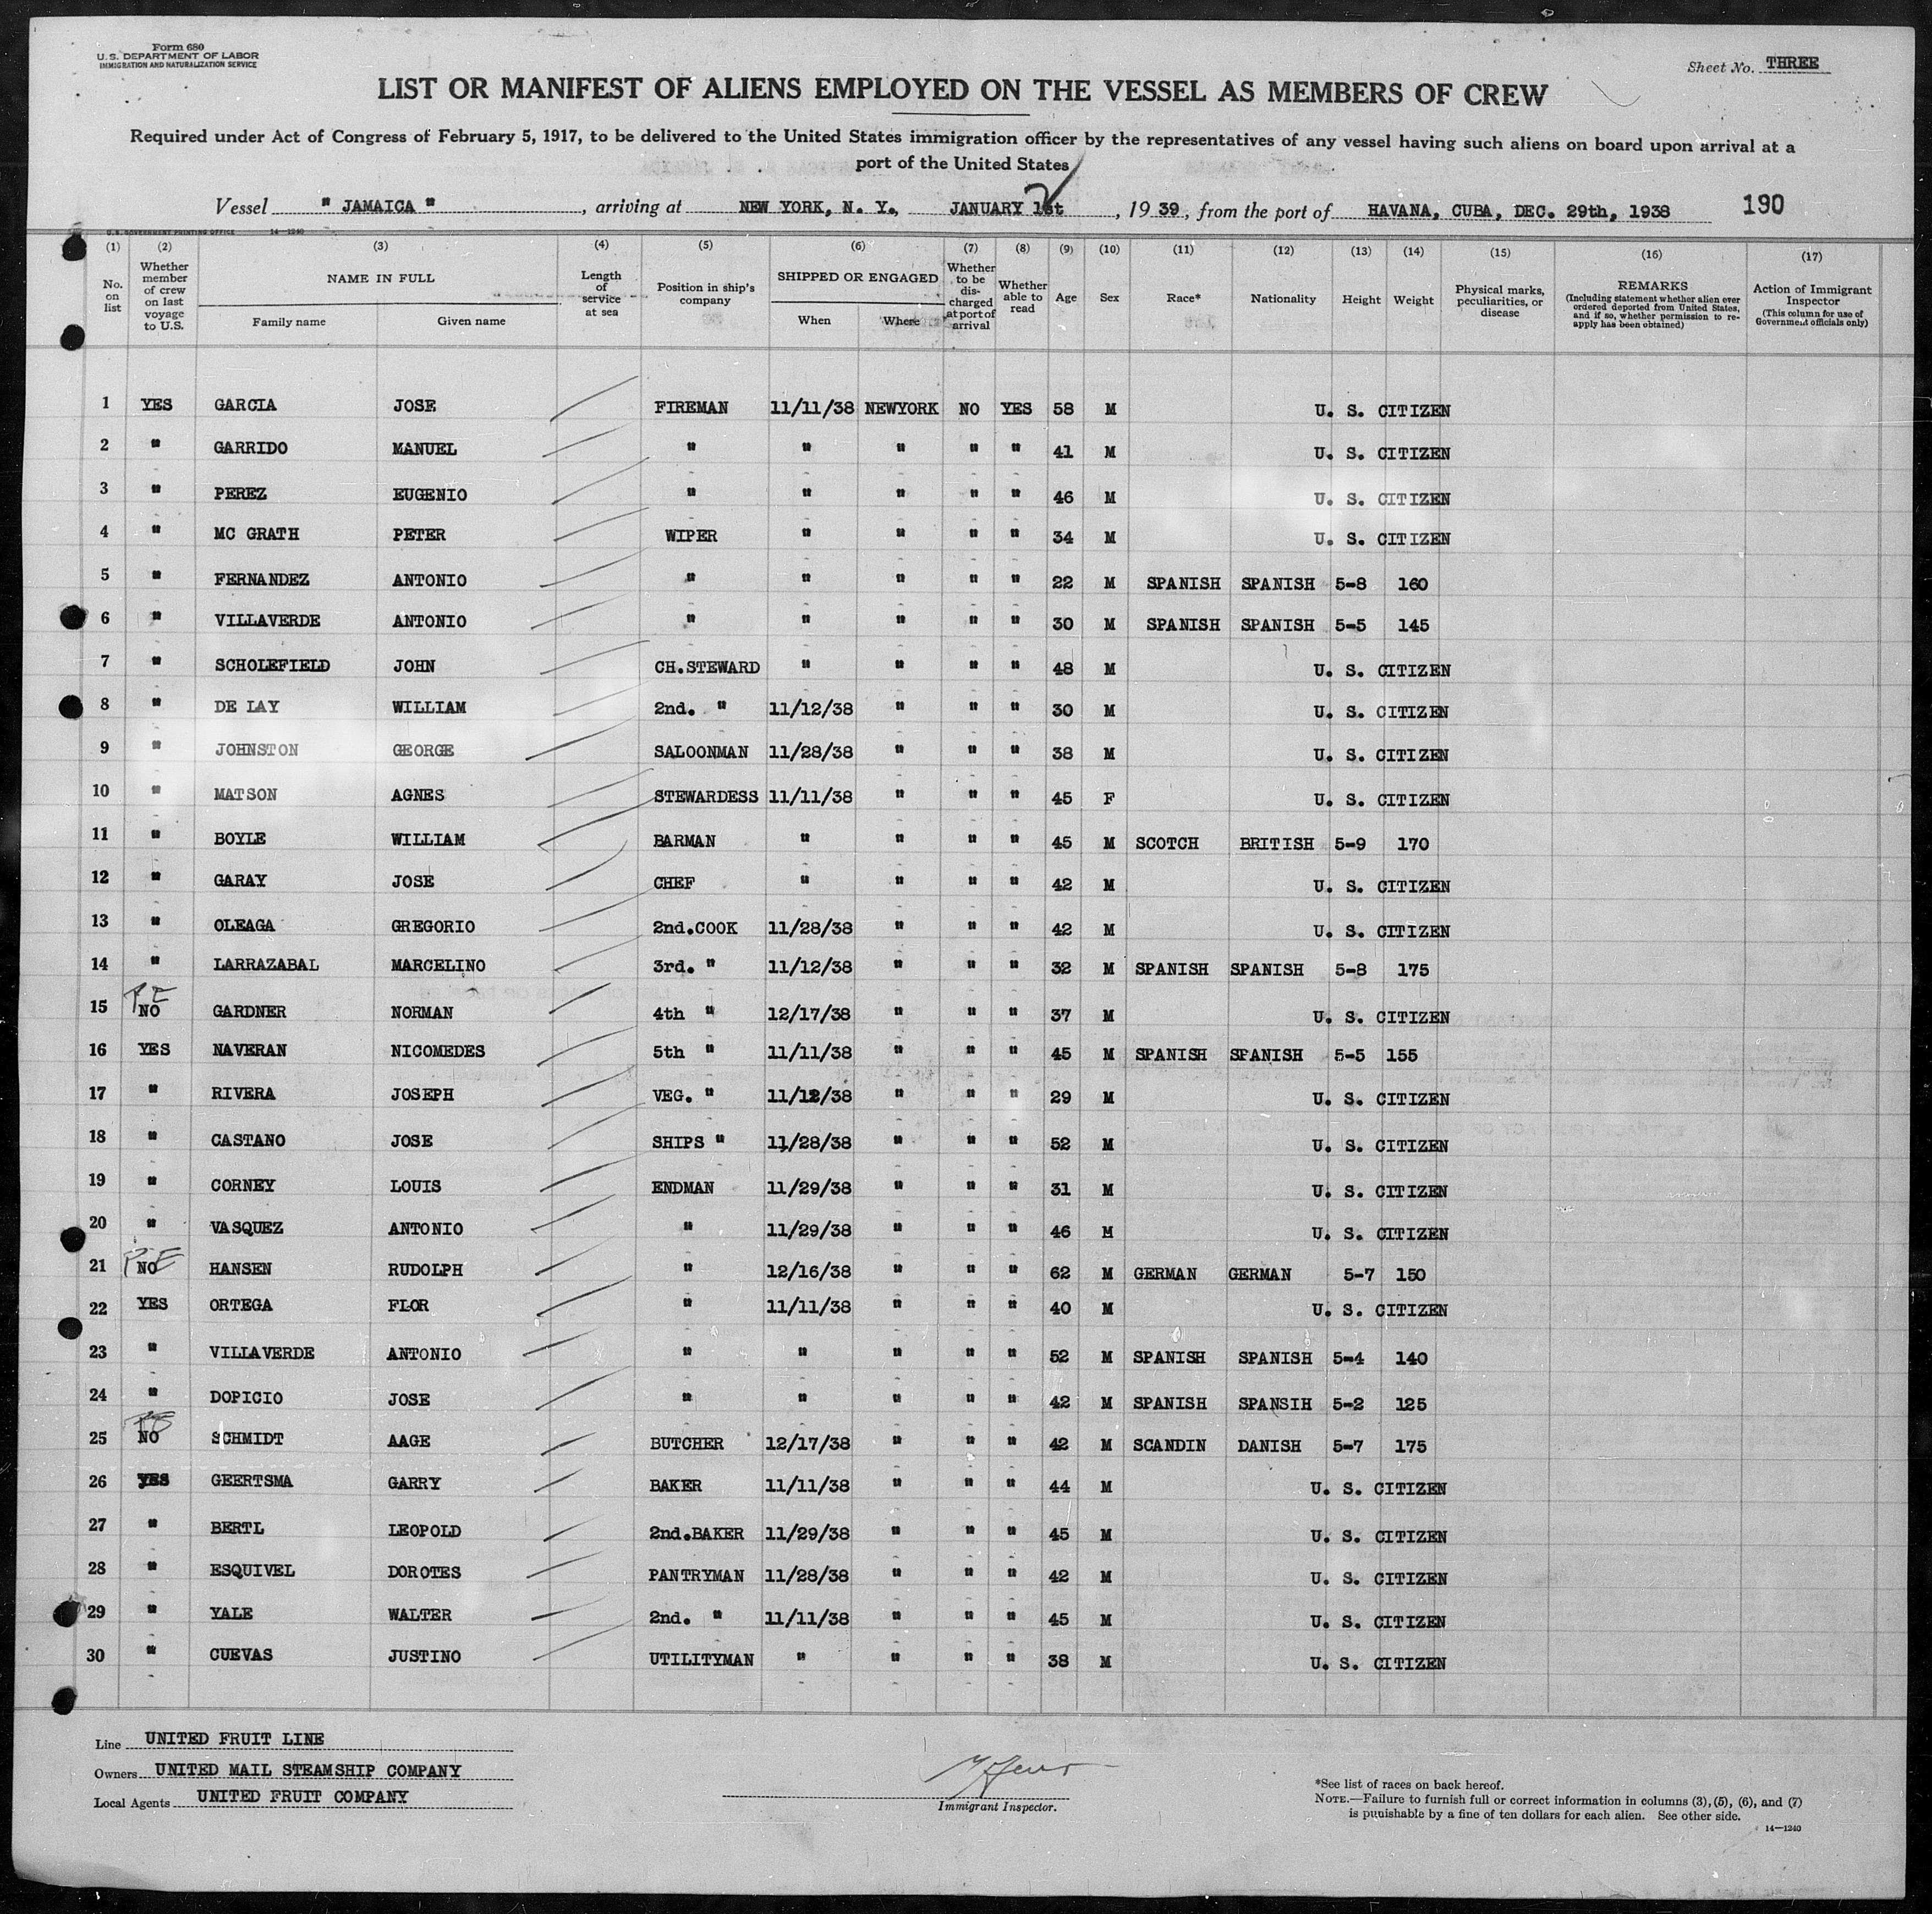 Form 680
U. S. DEPARTMENT OF LABOR
IMMIGRATION AND NATURALIZATION SERVICE
Sheet No. THREE
LIST OR MANIFEST OF ALIENS EMPLOYED ON THE VESSEL AS MEMBERS OF CREW
Required under Act of Congress of February 5, 1917, to be delivered to the United States immigration officer by the representatives of any vessel having such aliens on board upon arrival at a
port of the United States
Vessel " JAMAICA " , arriving at NEW YORK, N. Y., JANUARY 1st , 19 39, from the port of HAVANA, CUBA, DEC. 29th, 1938 190
2
U. S. GOVERNMENT PRINTING OFFICE 14—1240
(1) (2) (3) (4) (5) (6) (7) (8) (9) (10) (11) (12) (13) (14) (15) (16) (17)
No. on list
Whether member of crew on last voyage to U.S.
NAME IN FULL
Family name Given name
Length of service at sea
Position in ship's company
SHIPPED OR ENGAGED
When Where
Whether to be discharged at port of arrival
Whether able to read
Age
Sex
Race*
Nationality
Height
Weight
Physical marks, peculiarities, or disease
REMARKS
(Including statement whether alien ever ordered deported from United States, and if so, whether permission to re-apply has been obtained)
Action of Immigrant Inspector
(This column for use of Government officials only)
1 YES GARCIA JOSE FIREMAN 11/11/38 NEWYORK NO YES 58 M U. S. CITIZEN
2 " GARRIDO MANUEL " " " " " 41 M U. S. CITIZEN
3 " PEREZ EUGENIO " " " " " 46 M U. S. CITIZEN
4 " MC GRATH PETER WIPER " " " " 34 M U. S. CITIZEN
5 " FERNANDEZ ANTONIO " " " " " 22 M SPANISH SPANISH 5-8 160
6 " VILLAVERDE ANTONIO " " " " " 30 M SPANISH SPANISH 5-5 145
7 " SCHOLEFIELD JOHN CH.STEWARD " " " " 48 M U. S. CITIZEN
8 " DE LAY WILLIAM 2nd. " 11/12/38 " " " 30 M U. S. CITIZEN
9 " JOHNSTON GEORGE SALOONMAN 11/28/38 " " " 38 M U. S. CITIZEN
10 " MATSON AGNES STEWARDESS 11/11/38 " " " 45 F U. S. CITIZEN
11 " BOYLE WILLIAM BARMAN " " " " 45 M SCOTCH BRITISH 5-9 170
12 " GARAY JOSE CHEF " " " " 42 M U. S. CITIZEN
13 " OLEAGA GREGORIO 2nd.COOK 11/28/38 " " " 42 M U. S. CITIZEN
14 " LARRAZABAL MARCELINO 3rd. " 11/12/38 " " " 32 M SPANISH SPANISH 5-8 175
15 NO GARDNER NORMAN 4th " 12/17/38 " " " 37 M U. S. CITIZEN
16 YES NAVERAN NICOMEDES 5th " 11/11/38 " " " 45 M SPANISH SPANISH 5-5 155
17 " RIVERA JOSEPH VEG. " 11/12/38 " " " 29 M U. S. CITIZEN
18 " CASTANO JOSE SHIPS " 11/28/38 " " " 52 M U. S. CITIZEN
19 " CORNEY LOUIS ENDMAN 11/29/38 " " " 31 M U. S. CITIZEN
20 " VASQUEZ ANTONIO " 11/29/38 " " " 46 M U. S. CITIZEN
21 NO HANSEN RUDOLPH " 12/16/38 " " " 62 M GERMAN GERMAN 5-7 150
22 YES ORTEGA FLOR " 11/11/38 " " " 40 M U. S. CITIZEN
23 " VILLAVERDE ANTONIO " " " " " 52 M SPANISH SPANISH 5-4 140
24 " DOPICIO JOSE " " " " " 42 M SPANISH SPANSIH 5-2 125
25 NO SCHMIDT AAGE BUTCHER 12/17/38 " " " 42 M SCANDIN DANISH 5-7 175
26 YES GEERTSMA GARRY BAKER 11/11/38 " " " 44 M U. S. CITIZEN
27 " BERTL LEOPOLD 2nd.BAKER 11/29/38 " " " 45 M U. S. CITIZEN
28 " ESQUIVEL DOROTES PANTRYMAN 11/28/38 " " " 42 M U. S. CITIZEN
29 " YALE WALTER 2nd. " 11/11/38 " " " 45 M U. S. CITIZEN
30 " CUEVAS JUSTINO UTILITYMAN " " " " 38 M U. S. CITIZEN
Line UNITED FRUIT LINE
Owners UNITED MAIL STEAMSHIP COMPANY
Local Agents UNITED FRUIT COMPANY
Immigrant Inspector.
*See list of races on back hereof.
NOTE.—Failure to furnish full or correct information in columns (3), (5), (6), and (7)
is punishable by a fine of ten dollars for each alien. See other side.
14—1240